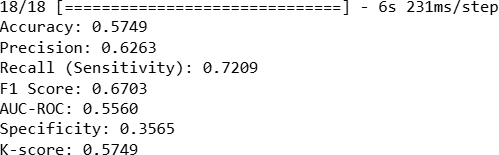 18/18 [==============================] - 6s 231ms/step
Accuracy: 0.5749
Precision: 0.6263
Recall (Sensitivity): 0.7209
F1 Score: 0.6703
AUC-ROC: 0.5560
Specificity: 0.3565
K-score: 0.5749